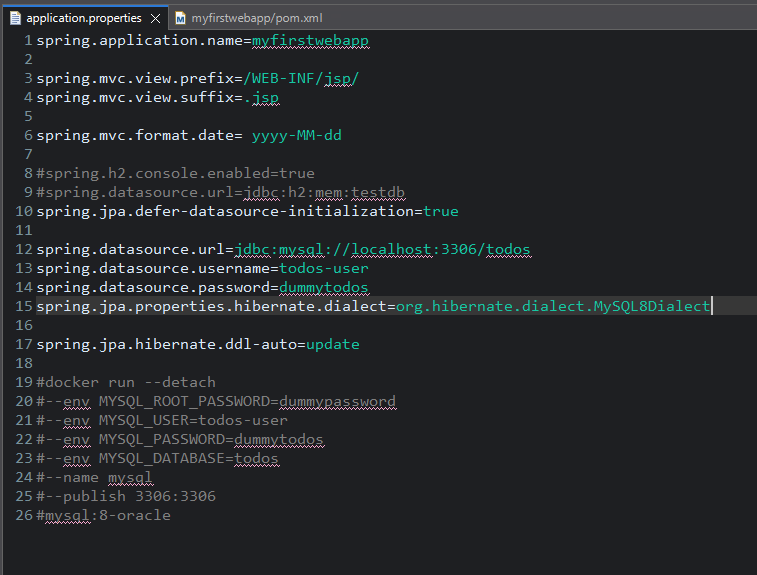 application.properties
myfirstwebapp/pom.xml
1 spring.application.name=myfirstwebapp
2
3 spring.mvc.view.prefix=/WEB-INF/jsp/
4 spring.mvc.view.suffix=.jsp
5
6 spring.mvc.format.date= yyyy-MM-dd
7
8 #spring.h2.console.enabled=true
9 #spring.datasource.url=jdbc:h2:mem:testdb
10 spring.jpa.defer-datasource-initialization=true
11
12 spring.datasource.url=jdbc:mysql://localhost:3306/todos
13 spring.datasource.username=todos-user
14 spring.datasource.password=dummytodos
15 spring.jpa.properties.hibernate.dialect=org.hibernate.dialect.MySQL8Dialect
16
17 spring.jpa.hibernate.ddl-auto=update
18
19 #docker run --detach
20 #--env MYSQL_ROOT_PASSWORD=dummypassword
21 #--env MYSQL_USER=todos-user
22 #--env MYSQL_PASSWORD=dummytodos
23 #--env MYSQL_DATABASE=todos
24 #--name mysql
25 #--publish 3306:3306
26 #mysql:8-oracle